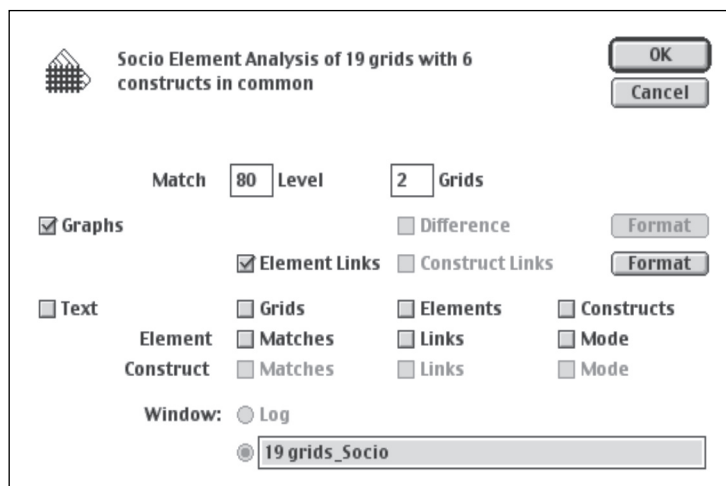 Socio Element Analysis of 19 grids with 6
constructs in common
OK
Cancel
Match 80 Level 2 Grids
Graphs Difference Format
Element Links Construct Links Format
Text Grids Elements Constructs
Element Matches Links Mode
Construct Matches Links Mode
Window: Log
19 grids_Socio